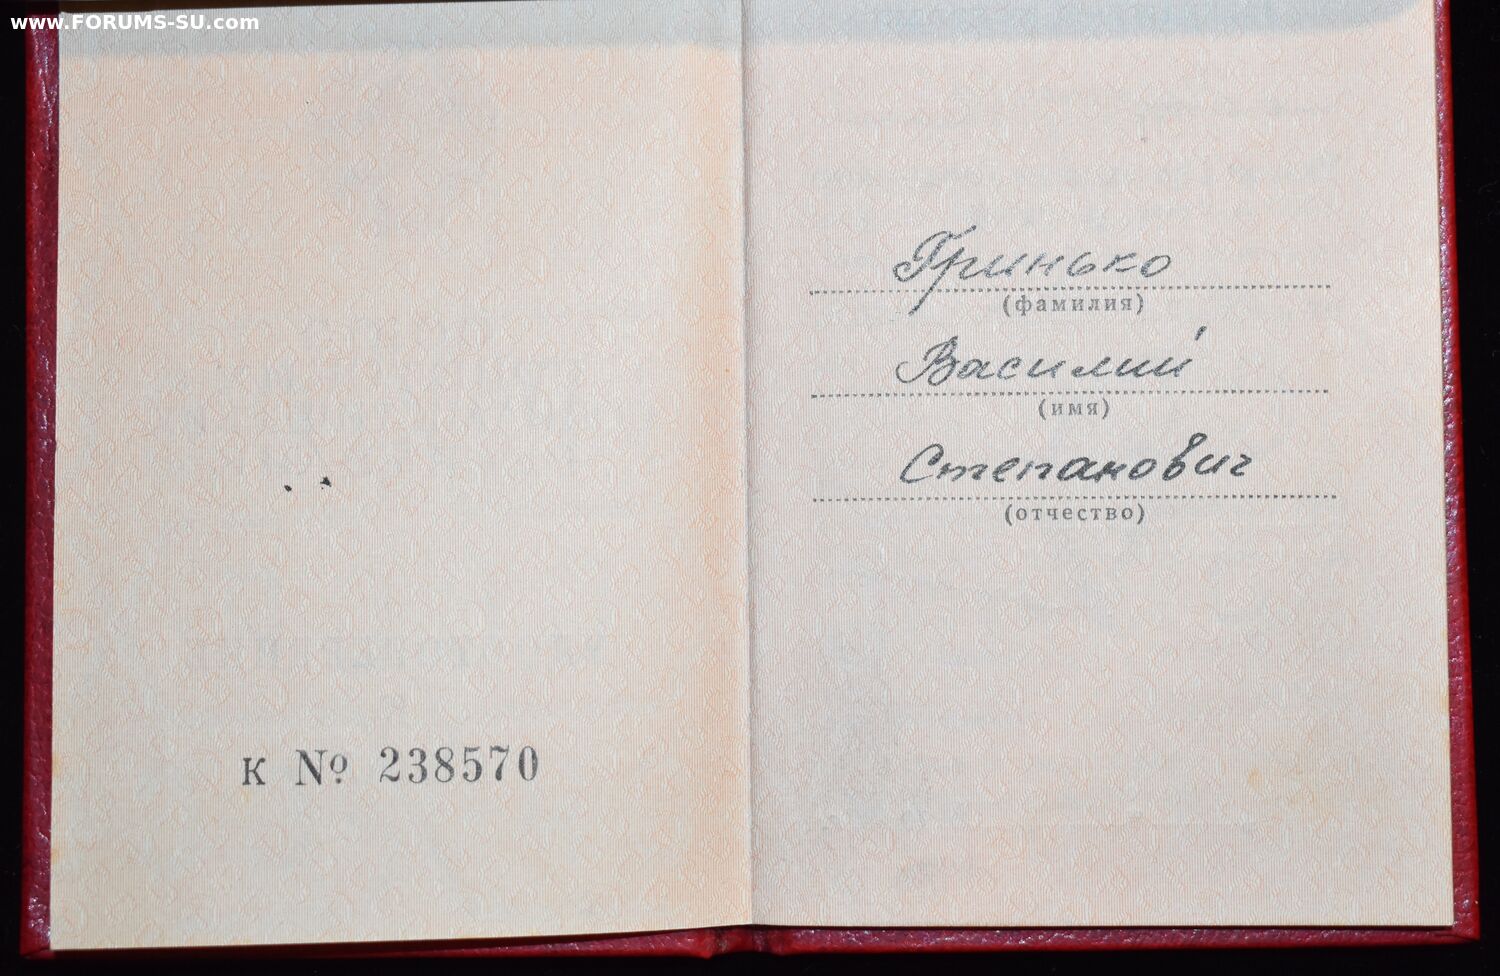 www.FORUMS-SU.com
К № 238570
Гринько
(фамилия)
Василий
(имя)
Степанович
(отчество)